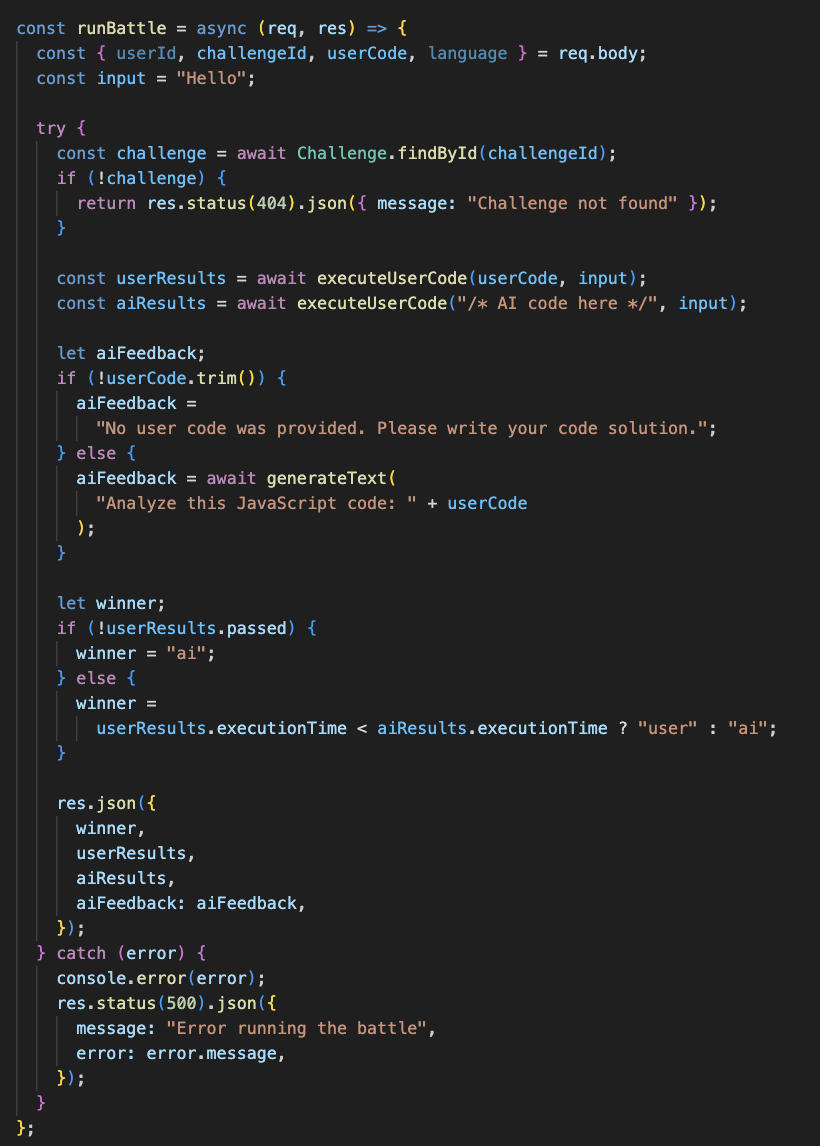 const runBattle = async (req, res) => {
  const { userId, challengeId, userCode, language } = req.body;
  const input = "Hello";

  try {
    const challenge = await Challenge.findById(challengeId);
    if (!challenge) {
      return res.status(404).json({ message: "Challenge not found" });
    }

    const userResults = await executeUserCode(userCode, input);
    const aiResults = await executeUserCode("/* AI code here */", input);

    let aiFeedback;
    if (!userCode.trim()) {
      aiFeedback =
        "No user code was provided. Please write your code solution.";
    } else {
      aiFeedback = await generateText(
        "Analyze this JavaScript code: " + userCode
      );
    }

    let winner;
    if (!userResults.passed) {
      winner = "ai";
    } else {
      winner =
        userResults.executionTime < aiResults.executionTime ? "user" : "ai";
    }

    res.json({
      winner,
      userResults,
      aiResults,
      aiFeedback: aiFeedback,
    });
  } catch (error) {
    console.error(error);
    res.status(500).json({
      message: "Error running the battle",
      error: error.message,
    });
  }
};